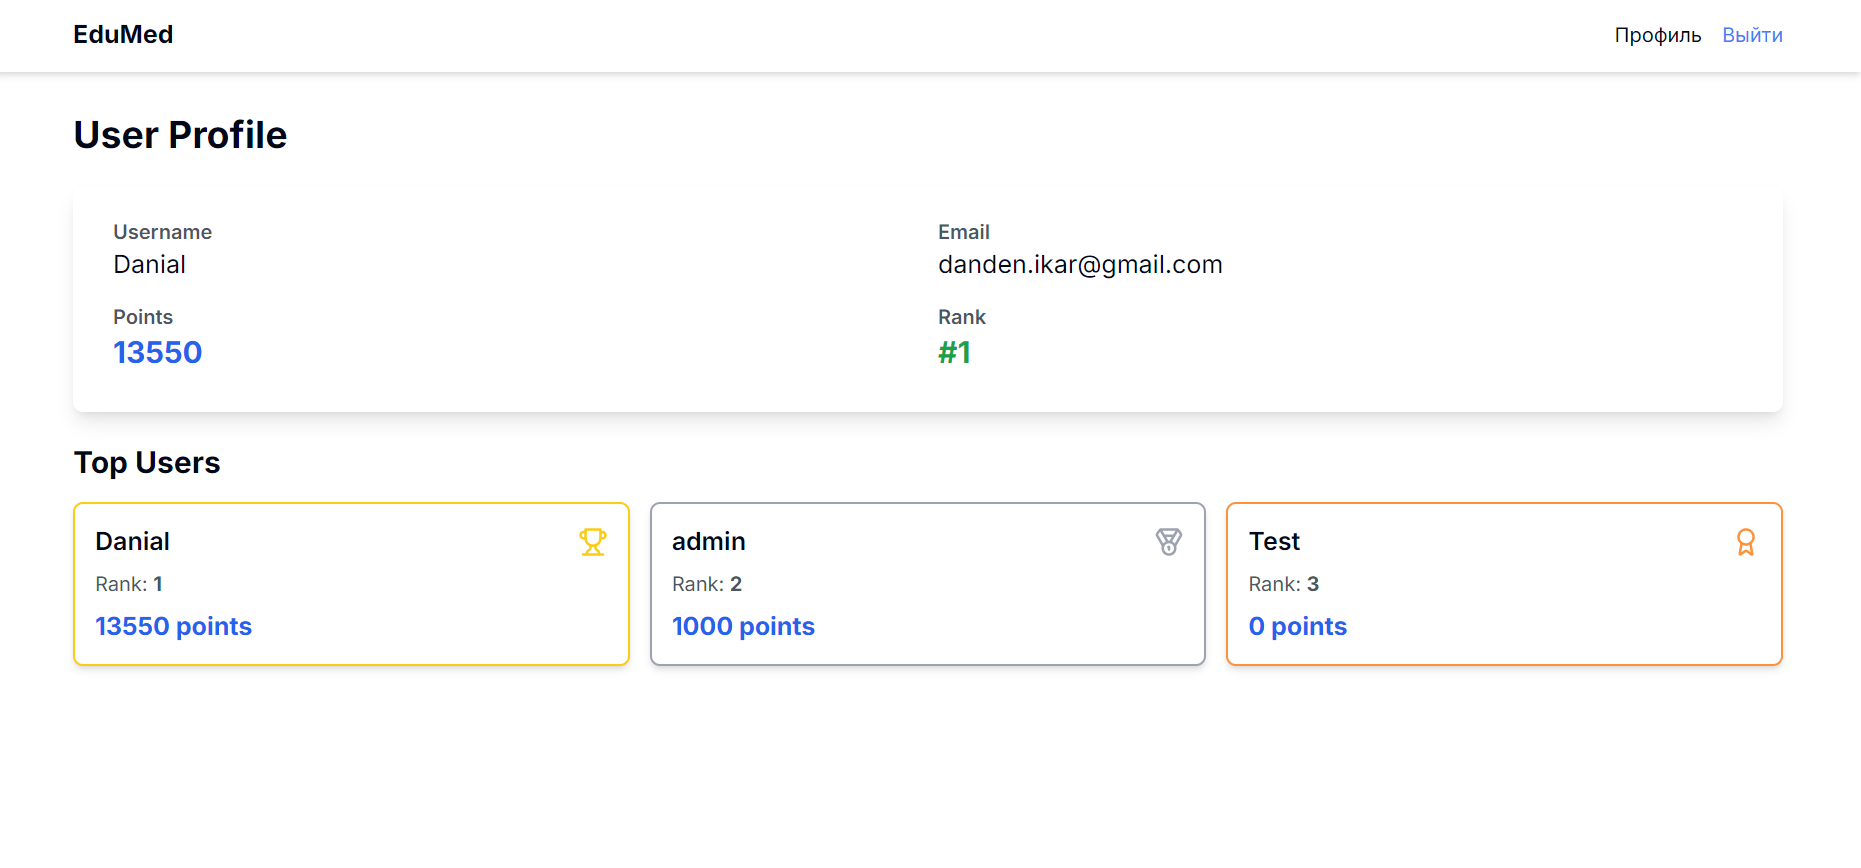 EduMed
Профиль Выйти
User Profile
Username
Danial
Email
danden.ikar@gmail.com
Points
13550
Rank
#1
Top Users
Danial
Rank: 1
13550 points
admin
Rank: 2
1000 points
Test
Rank: 3
0 points